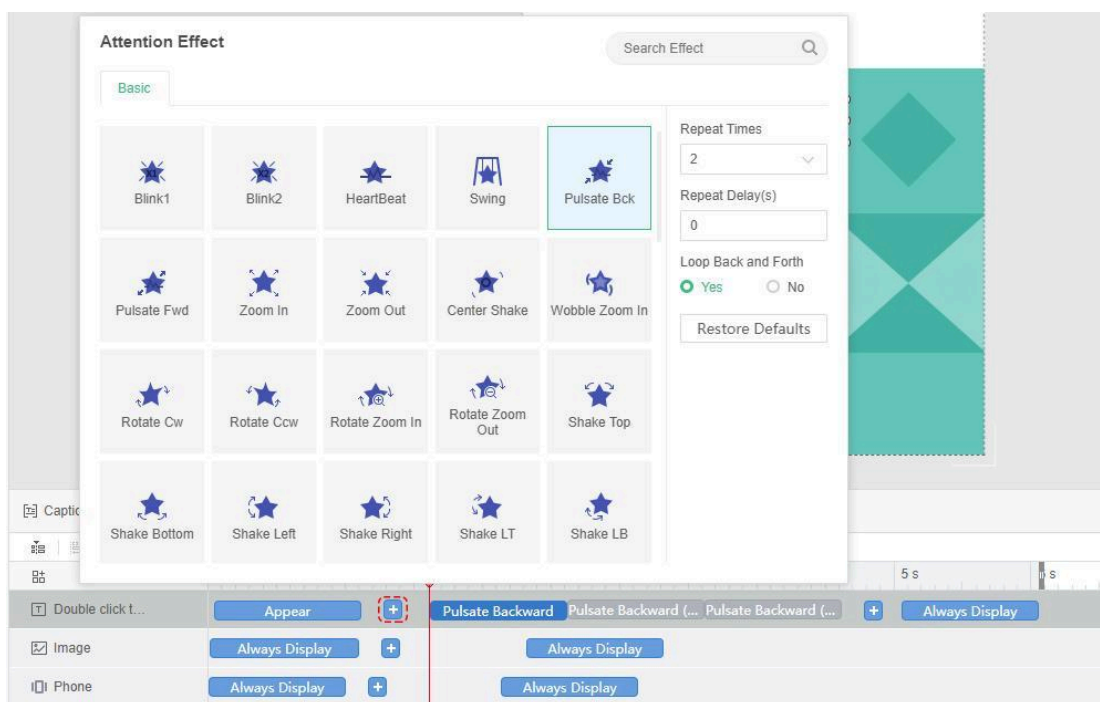 Attention Effect
Search Effect
Basic
Blink1
Blink2
HeartBeat
Swing
Pulsate Bck
Pulsate Fwd
Zoom In
Zoom Out
Center Shake
Wobble Zoom In
Rotate Cw
Rotate Ccw
Rotate Zoom In
Rotate Zoom
Out
Shake Top
Shake Bottom
Shake Left
Shake Right
Shake LT
Shake LB
Repeat Times
2
Repeat Delay(s)
0
Loop Back and Forth
Yes No
Restore Defaults
Captio
5 s
s
Double click t...
Appear + Pulsate Backward Pulsate Backward (... Pulsate Backward (... + Always Display
Image
Always Display + Always Display
Phone
Always Display + Always Display